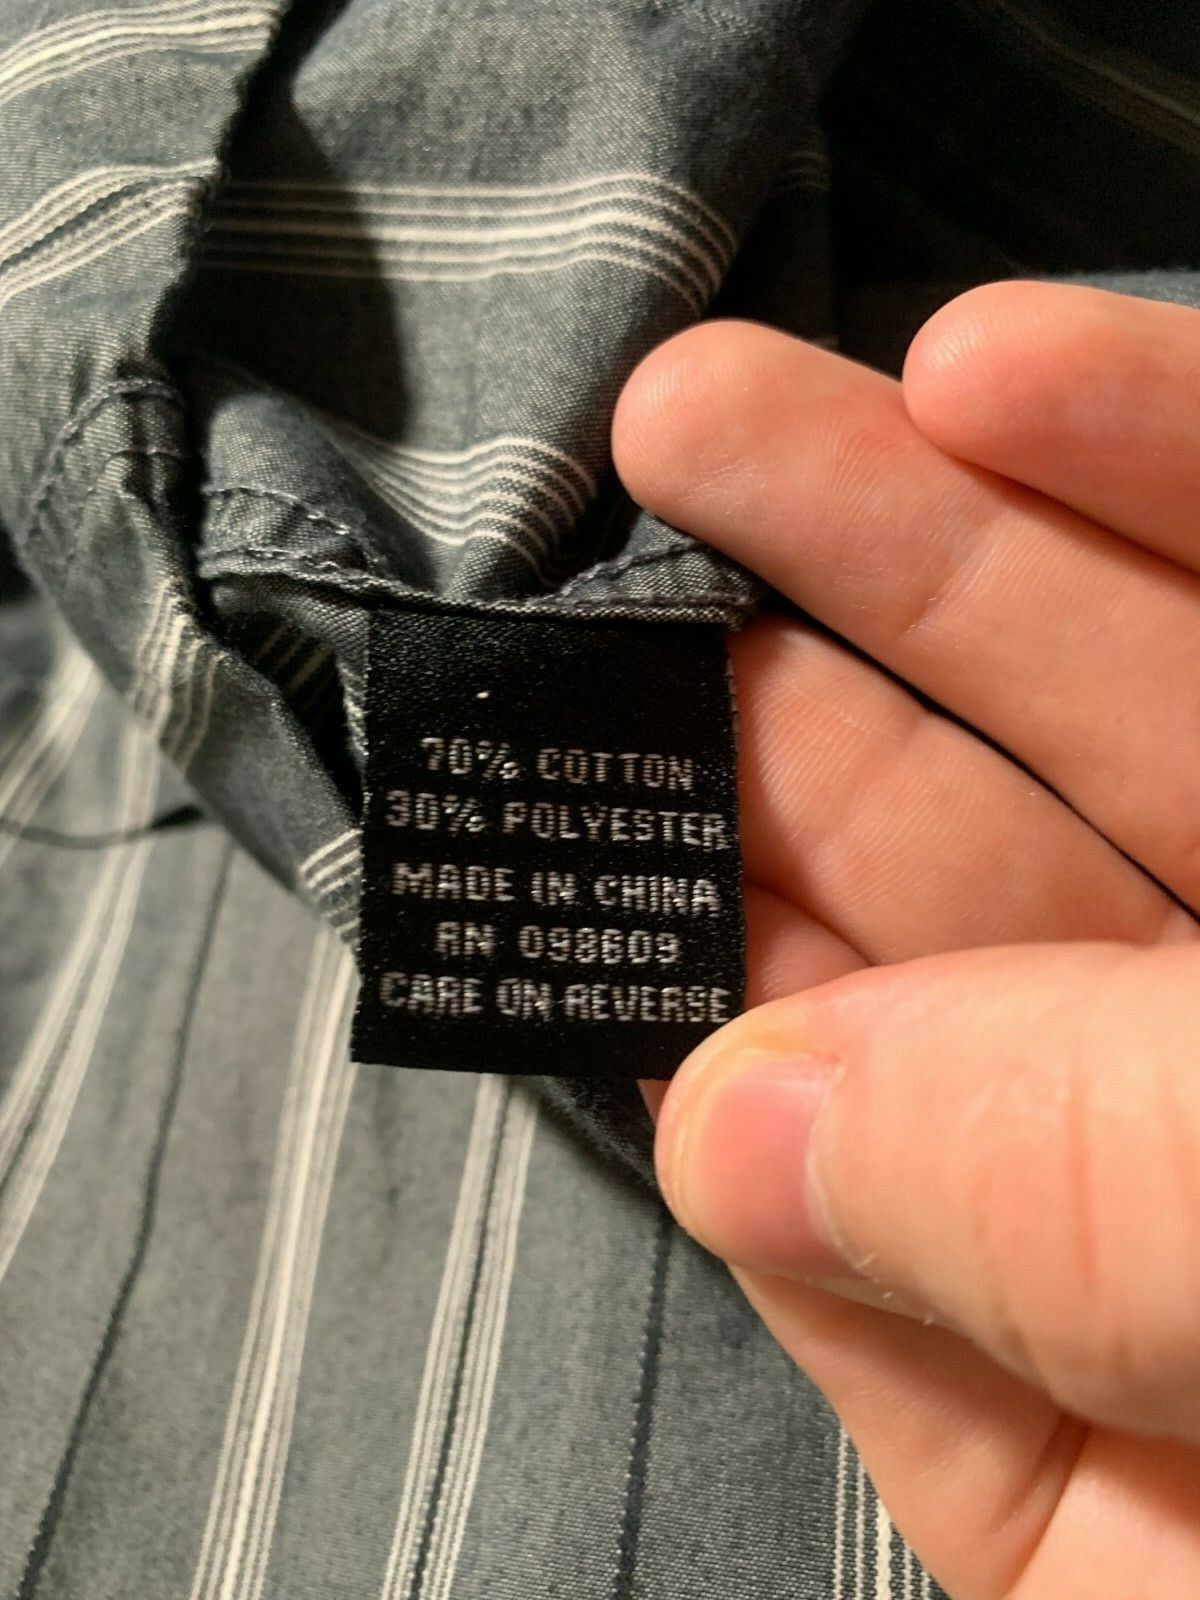 70% COTTON
30% POLYESTER
MADE IN CHINA
RN 098609
CARE ON REVERSE